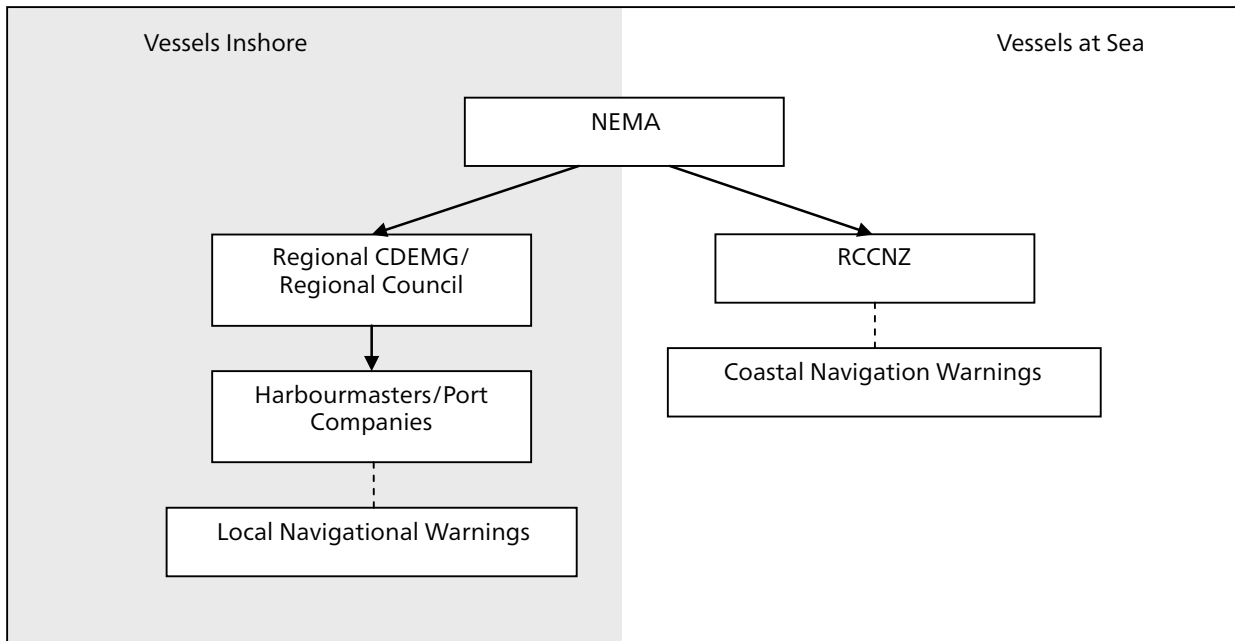 Vessels Inshore
Vessels at Sea
NEMA
Regional CDEMG/
Regional Council
RCCNZ
Harbourmasters/Port
Companies
Coastal Navigation Warnings
Local Navigational Warnings